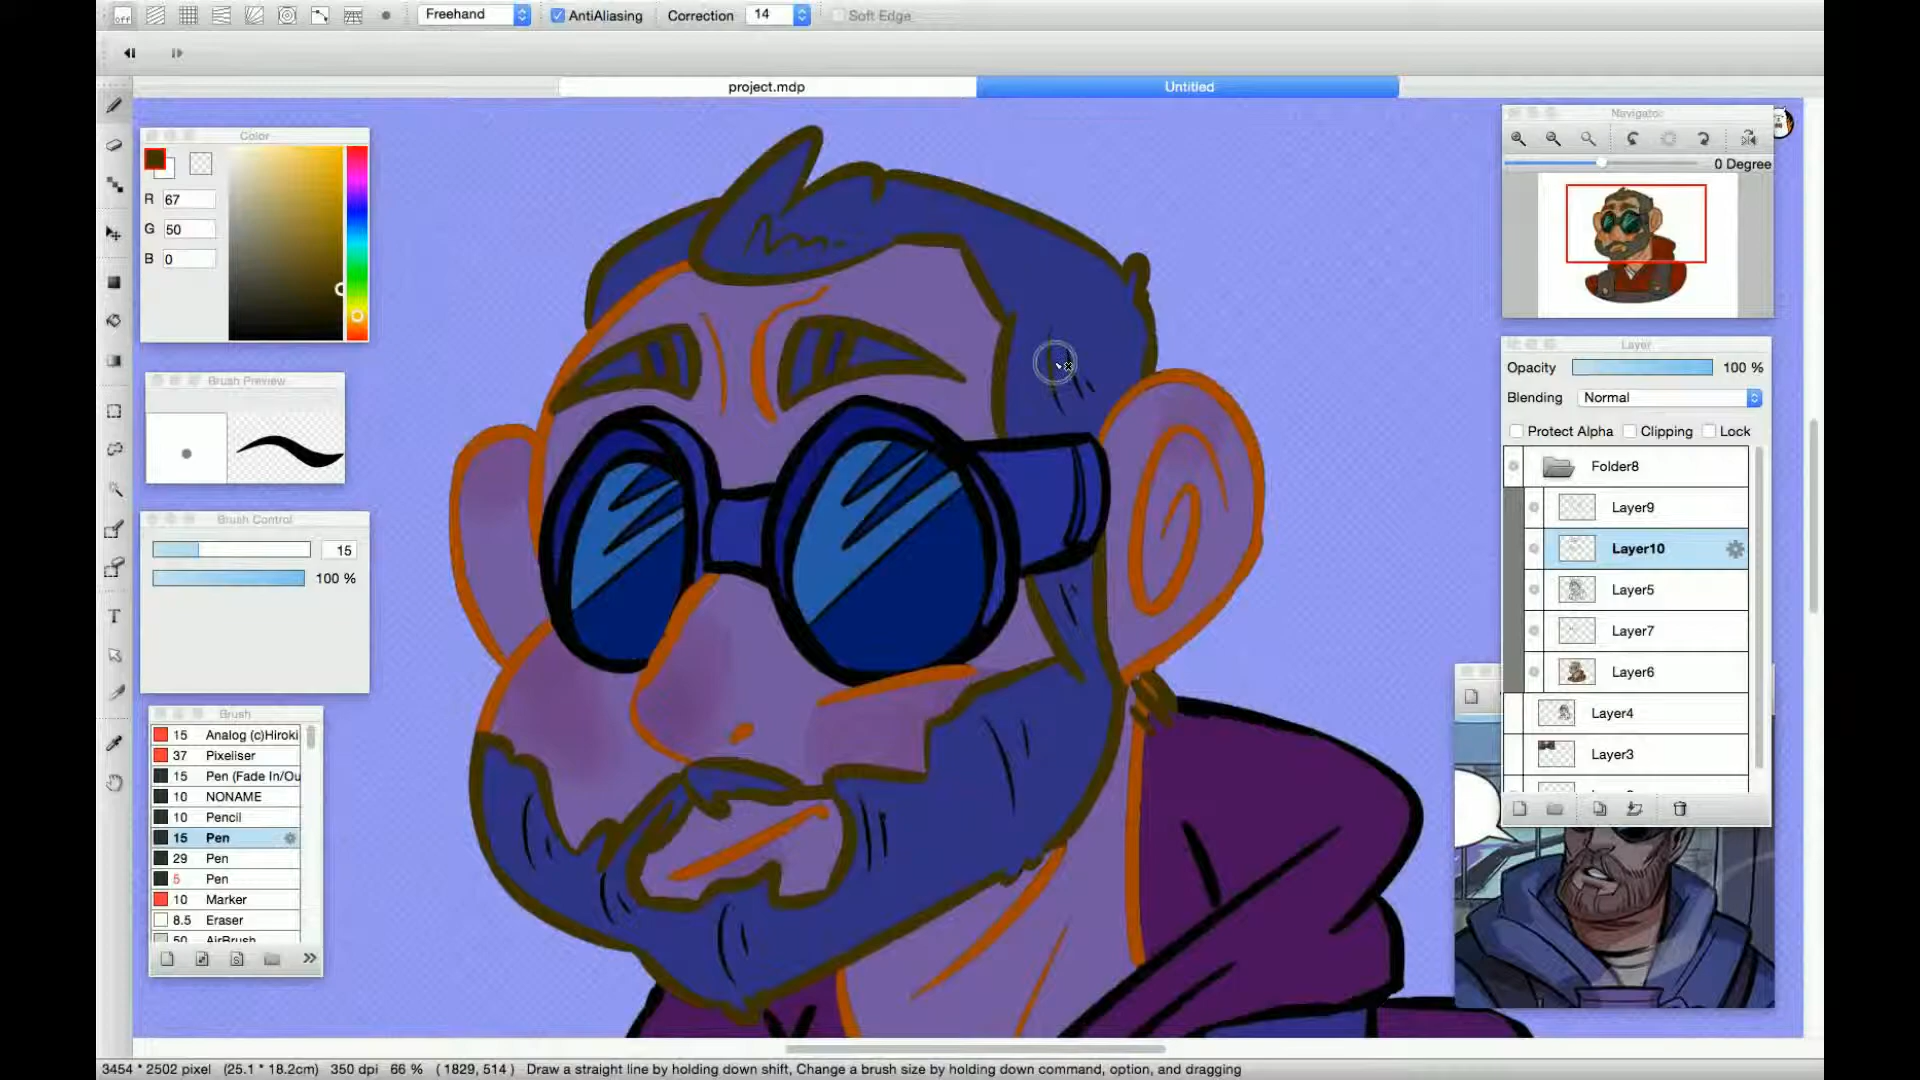 off Freehand AntiAliasing Correction 14 Soft Edge
project.mdp Untitled
Color
R 67
G 50
B 0
Brush Preview
Brush Control
15
100 %
Brush
15 Analog (c)Hiroki
37 Pixeliser
15 Pen (Fade In/Ou
10 NONAME
10 Pencil
15 Pen
29 Pen
5 Pen
10 Marker
8.5 Eraser
50 AirBrush
T
Navigator
0 Degree
Layer
Opacity 100 %
Blending Normal
Protect Alpha Clipping Lock
Folder8
Layer9
Layer10
Layer5
Layer7
Layer6
Layer4
Layer3
3454 * 2502 pixel (25.1 * 18.2cm) 350 dpi 66 % ( 1829, 514 ) Draw a straight line by holding down shift, Change a brush size by holding down command, option, and dragging